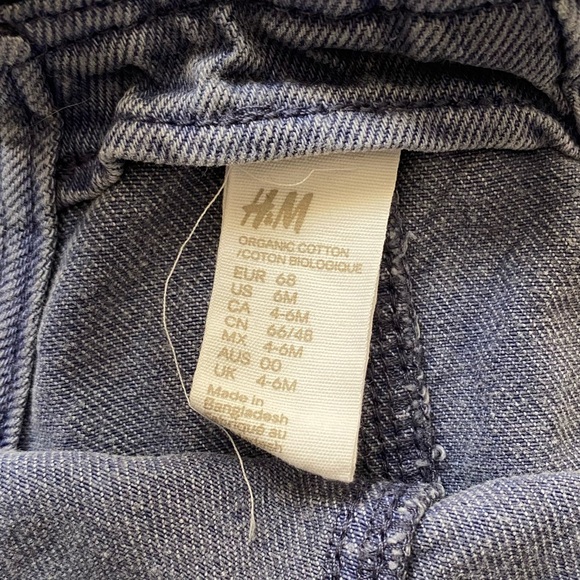 H&M
ORGANIC COTTON
/COTON BIOLOGIQUE
EUR 68
US 6M
CA 4-6M
CN 66/48
MX 4-6M
AUS 00
UK 4-6M
Made in
Bangladesh
au